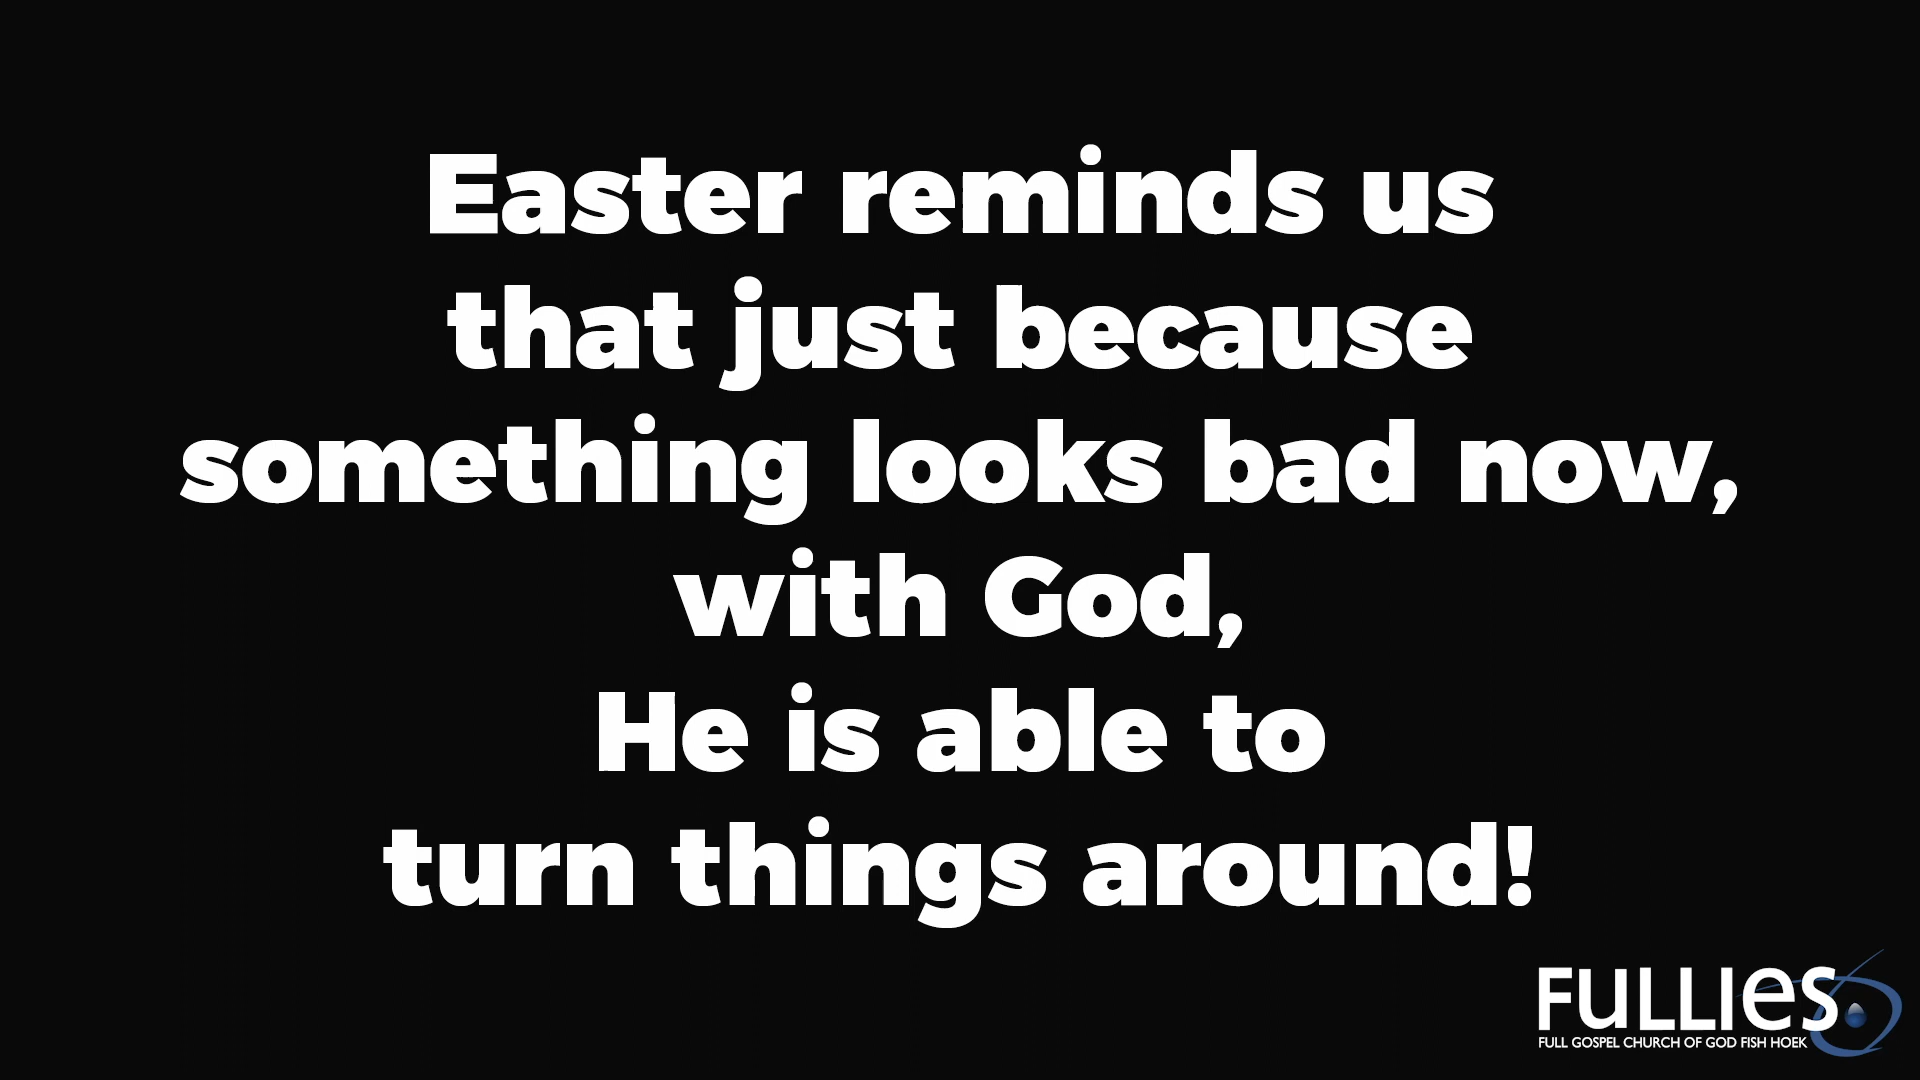 Easter reminds us
that just because
something looks bad now,
with God,
He is able to
turn things around!
FuLLIeS
FULL GOSPEL CHURCH OF GOD FISH HOEK